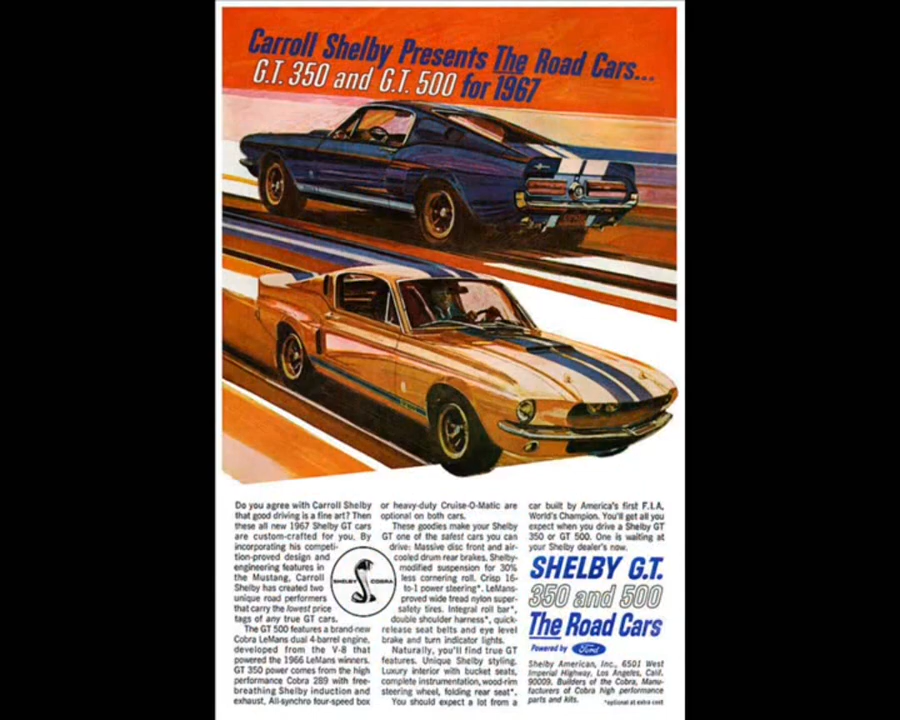 Carroll Shelby Presents The Road Cars...
G.T. 350 and G.T. 500 for 1967
Do you agree with Carroll Shelby
that good driving is a fine art? Then
these all new 1967 Shelby GT cars
are custom-crafted for you. By
incorporating his competi-
tion-proved design and
engineering features in
the Mustang, Carroll
Shelby has created two
unique road performers
that carry the lowest price
tags of any true GT cars.
The GT 500 features a brand-new
Cobra LeMans dual 4-barrel engine,
developed from the V-8 that
powered the 1966 LeMans winners.
GT 350 power comes from the high
performance Cobra 289 with free-
breathing Shelby induction and
exhaust. All-synchro four-speed box
SHELBY COBRA
or heavy-duty Cruise-O-Matic are
optional on both cars.
These goodies make your Shelby
GT one of the safest cars you can
drive: Massive disc front and air-
cooled drum rear brakes. Shelby-
modified suspension for 30%
less cornering roll. Crisp 16-
to-1 power steering*. LeMans-
proved wide tread nylon super-
safety tires. Integral roll bar*,
double shoulder harness*, quick-
release seat belts and eye level
brake and turn indicator lights.
Naturally, you'll find true GT
features. Unique Shelby styling.
Luxury interior with bucket seats,
complete instrumentation, wood-rim
steering wheel, folding rear seat*.
You should expect a lot from a
car built by America's first F.I.A.
World's Champion. You'll get all you
expect when you drive a Shelby GT
350 or GT 500. One is waiting at
your Shelby dealer's now.
SHELBY G.T.
350 and 500
The Road Cars
Powered by Ford
Shelby American, Inc., 6501 West
Imperial Highway, Los Angeles, Calif.
90009. Builders of the Cobra, Manu-
facturers of Cobra high performance
parts and kits.
*optional at extra cost